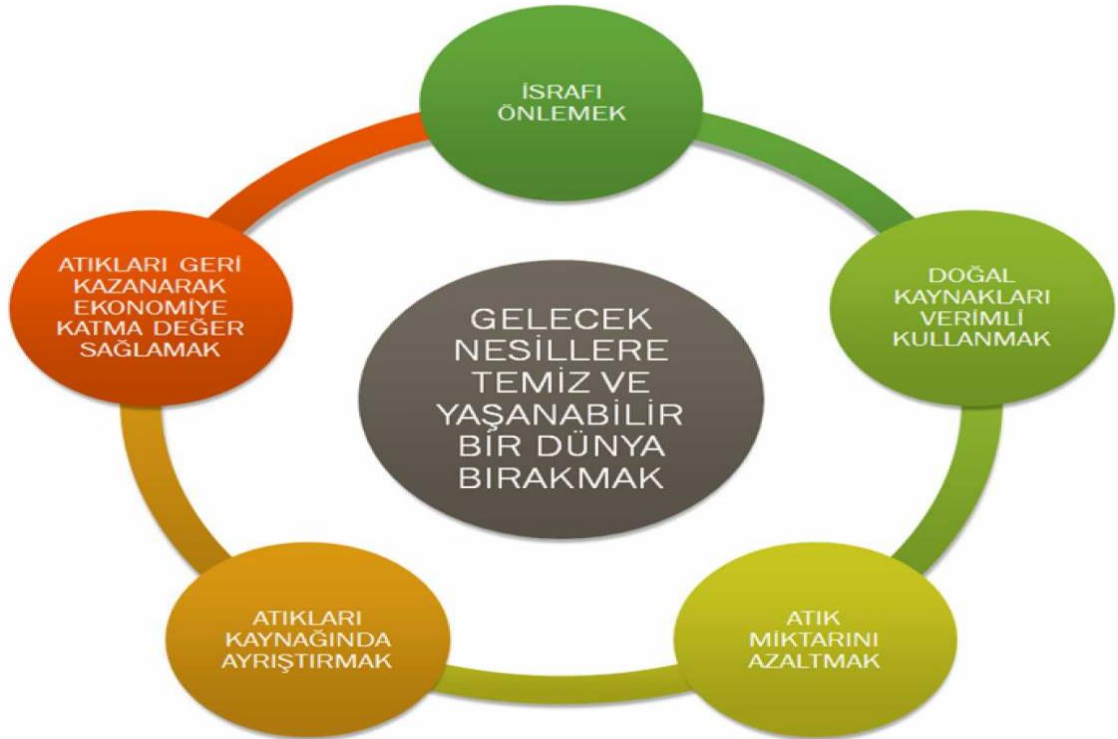 İSRAFI
ÖNLEMEK
DOĞAL
KAYNAKLARI
VERİMLİ
KULLANMAK
ATIK
MİKTARINI
AZALTMAK
ATIKLARI
KAYNAĞINDA
AYRIŞTIRMAK
ATIKLARI GERİ
KAZANARAK
EKONOMİYE
KATMA DEĞER
SAĞLAMAK
GELECEK
NESİLLERE
TEMİZ VE
YAŞANABİLİR
BİR DÜNYA
BIRAKMAK